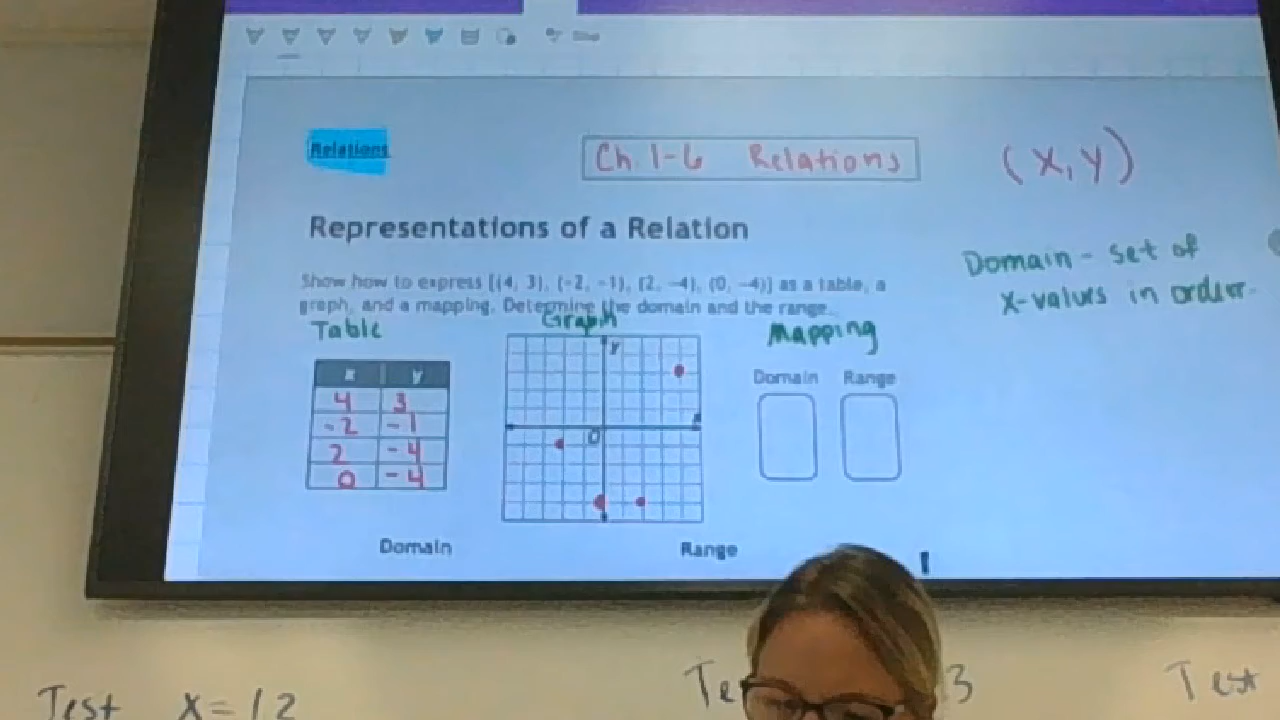 Relations
Ch 1-6 Relations
(x,y)
Representations of a Relation
Domain - set of
x-values in order.
Show how to express {(4, 3), (-2, -1), (2, -4), (0, -4)} as a table, a
graph, and a mapping. Determine the domain and the range.
Table
Graph
Mapping
x y
4 3
-2 -1
2 -4
0 -4
y
O
Domain Range
Domain
Range
Test x=12
3
Test